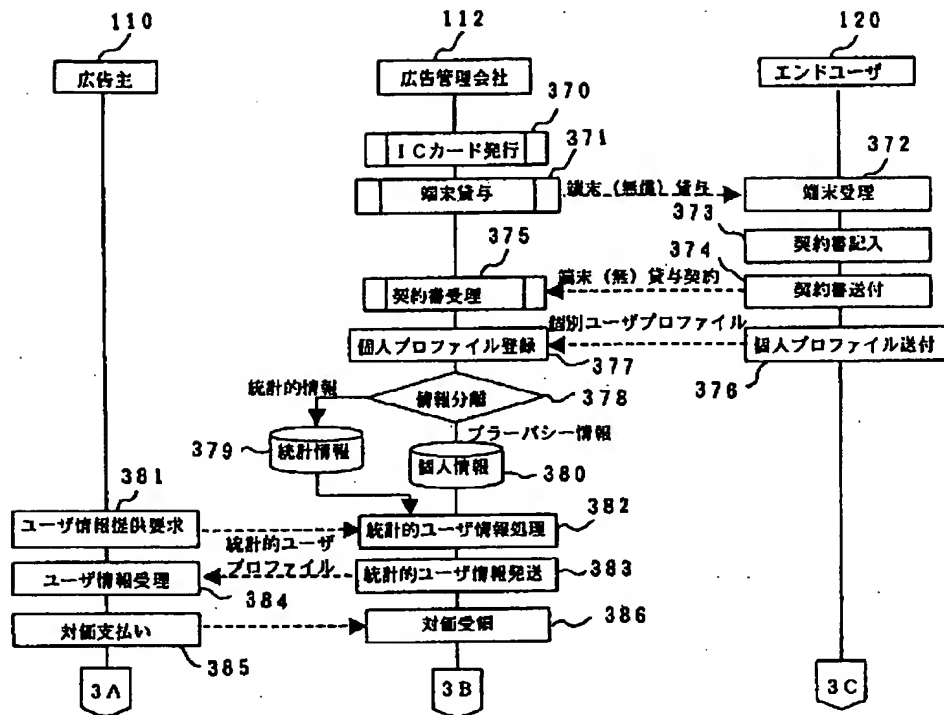 110
112
120
広告主
広告管理会社
エンドユーザ
370
ICカード発行
371
372
端末貸与
端末（無償）貸与
端末受理
373
契約書記入
375
374
端末（無）貸与契約
契約書受理
契約書送付
個別ユーザプロファイル
個人プロファイル登録
個人プロファイル送付
377
376
統計的情報
情報分離
378
プラーバシー情報
379
統計情報
個人情報
380
381
ユーザ情報提供要求
統計的ユーザ情報処理
382
統計的ユーザ
プロファイル
ユーザ情報受理
統計的ユーザ情報発送
383
384
対価支払い
対価受領
386
385
3A
3B
3C